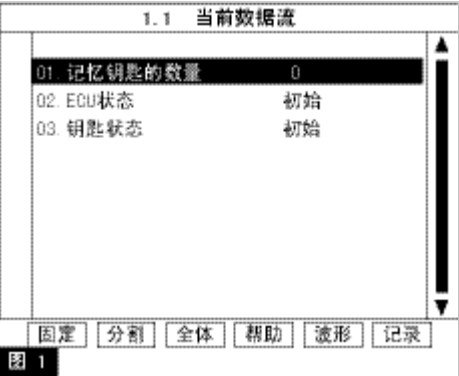 1.1 当前数据流
01. 记忆钥匙的数量 0
02. ECU状态 初始
03. 钥匙状态 初始
固定 分割 全体 帮助 波形 记录
图 1